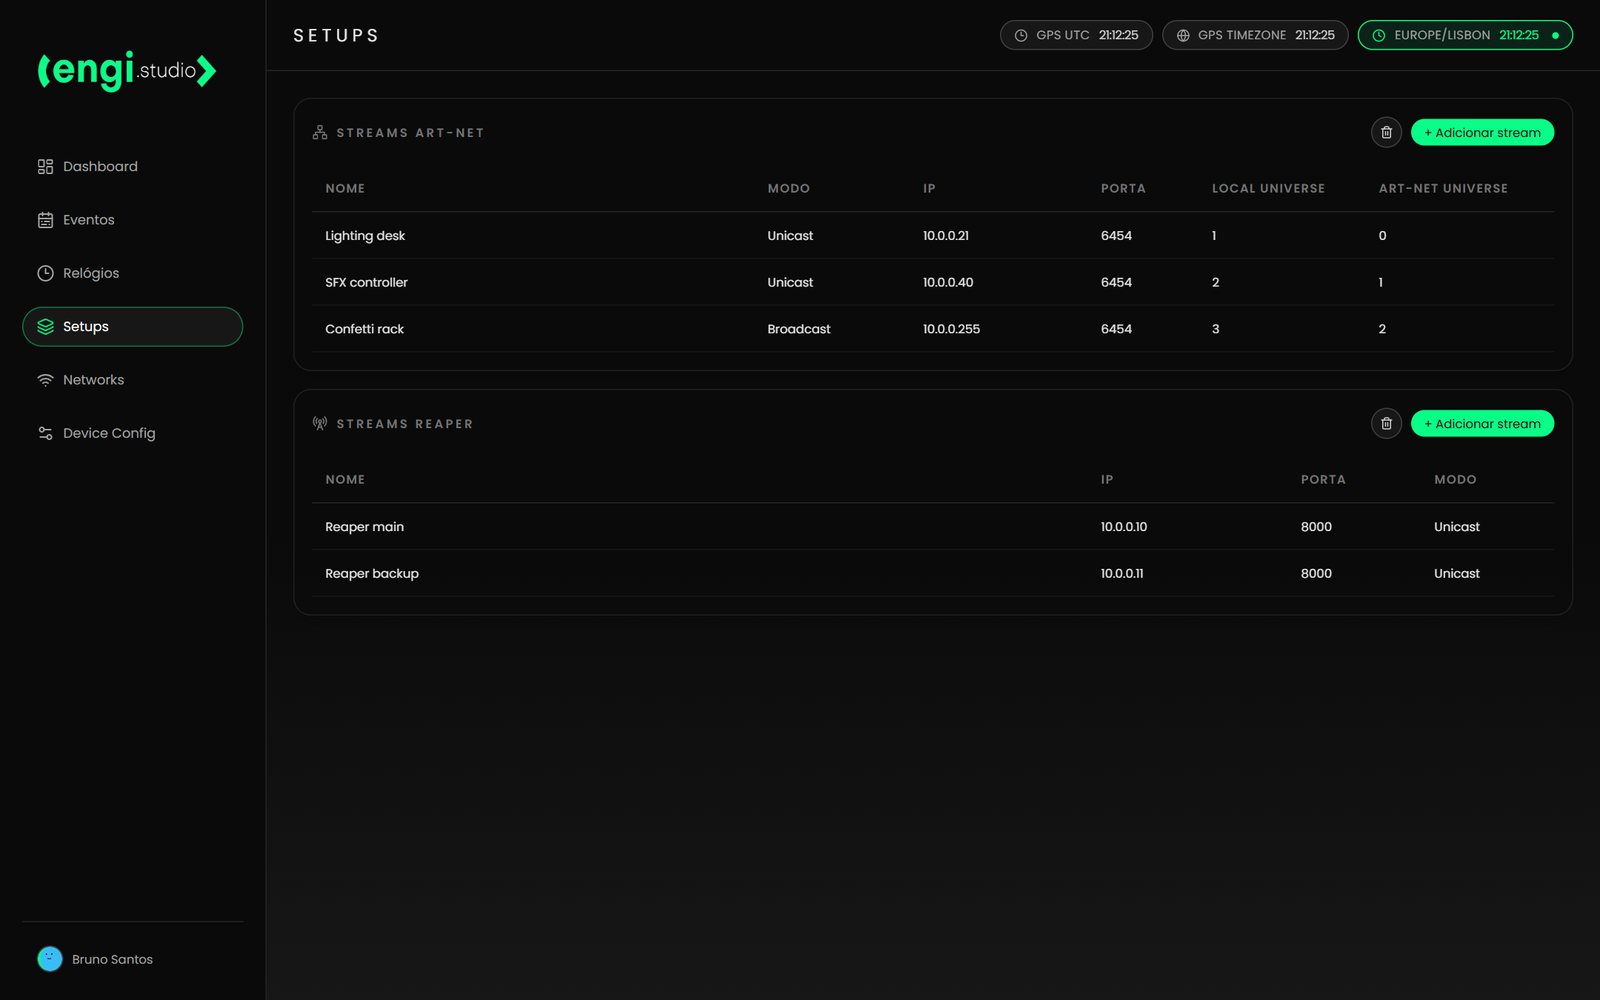 (engi.studio>
SETUPS
GPS UTC 21:12:25
GPS TIMEZONE 21:12:25
EUROPE/LISBON 21:12:25
Dashboard
Eventos
Relógios
Setups
Networks
Device Config
Bruno Santos
STREAMS ART-NET
+ Adicionar stream
NOME MODO IP PORTA LOCAL UNIVERSE ART-NET UNIVERSE
Lighting desk Unicast 10.0.0.21 6454 1 0
SFX controller Unicast 10.0.0.40 6454 2 1
Confetti rack Broadcast 10.0.0.255 6454 3 2
STREAMS REAPER
+ Adicionar stream
NOME IP PORTA MODO
Reaper main 10.0.0.10 8000 Unicast
Reaper backup 10.0.0.11 8000 Unicast